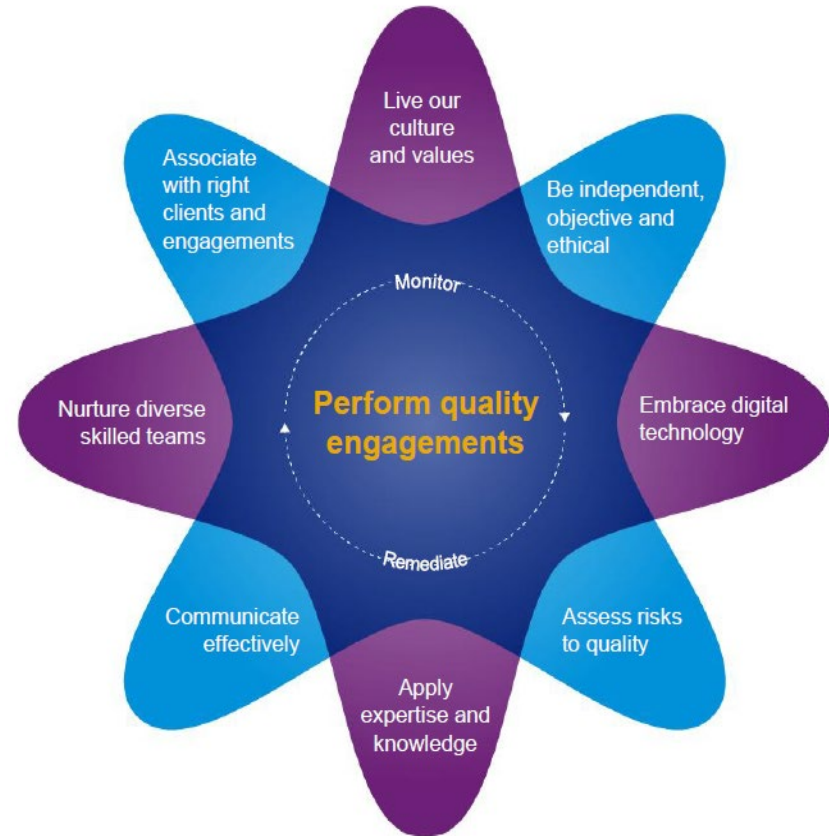 Live our
culture
and values
Associate
with right
clients and
engagements
Be independent,
objective and
ethical
Monitor
Nurture diverse
skilled teams
Perform quality
engagements
Embrace digital
technology
Remediate
Communicate
effectively
Assess risks
to quality
Apply
expertise and
knowledge